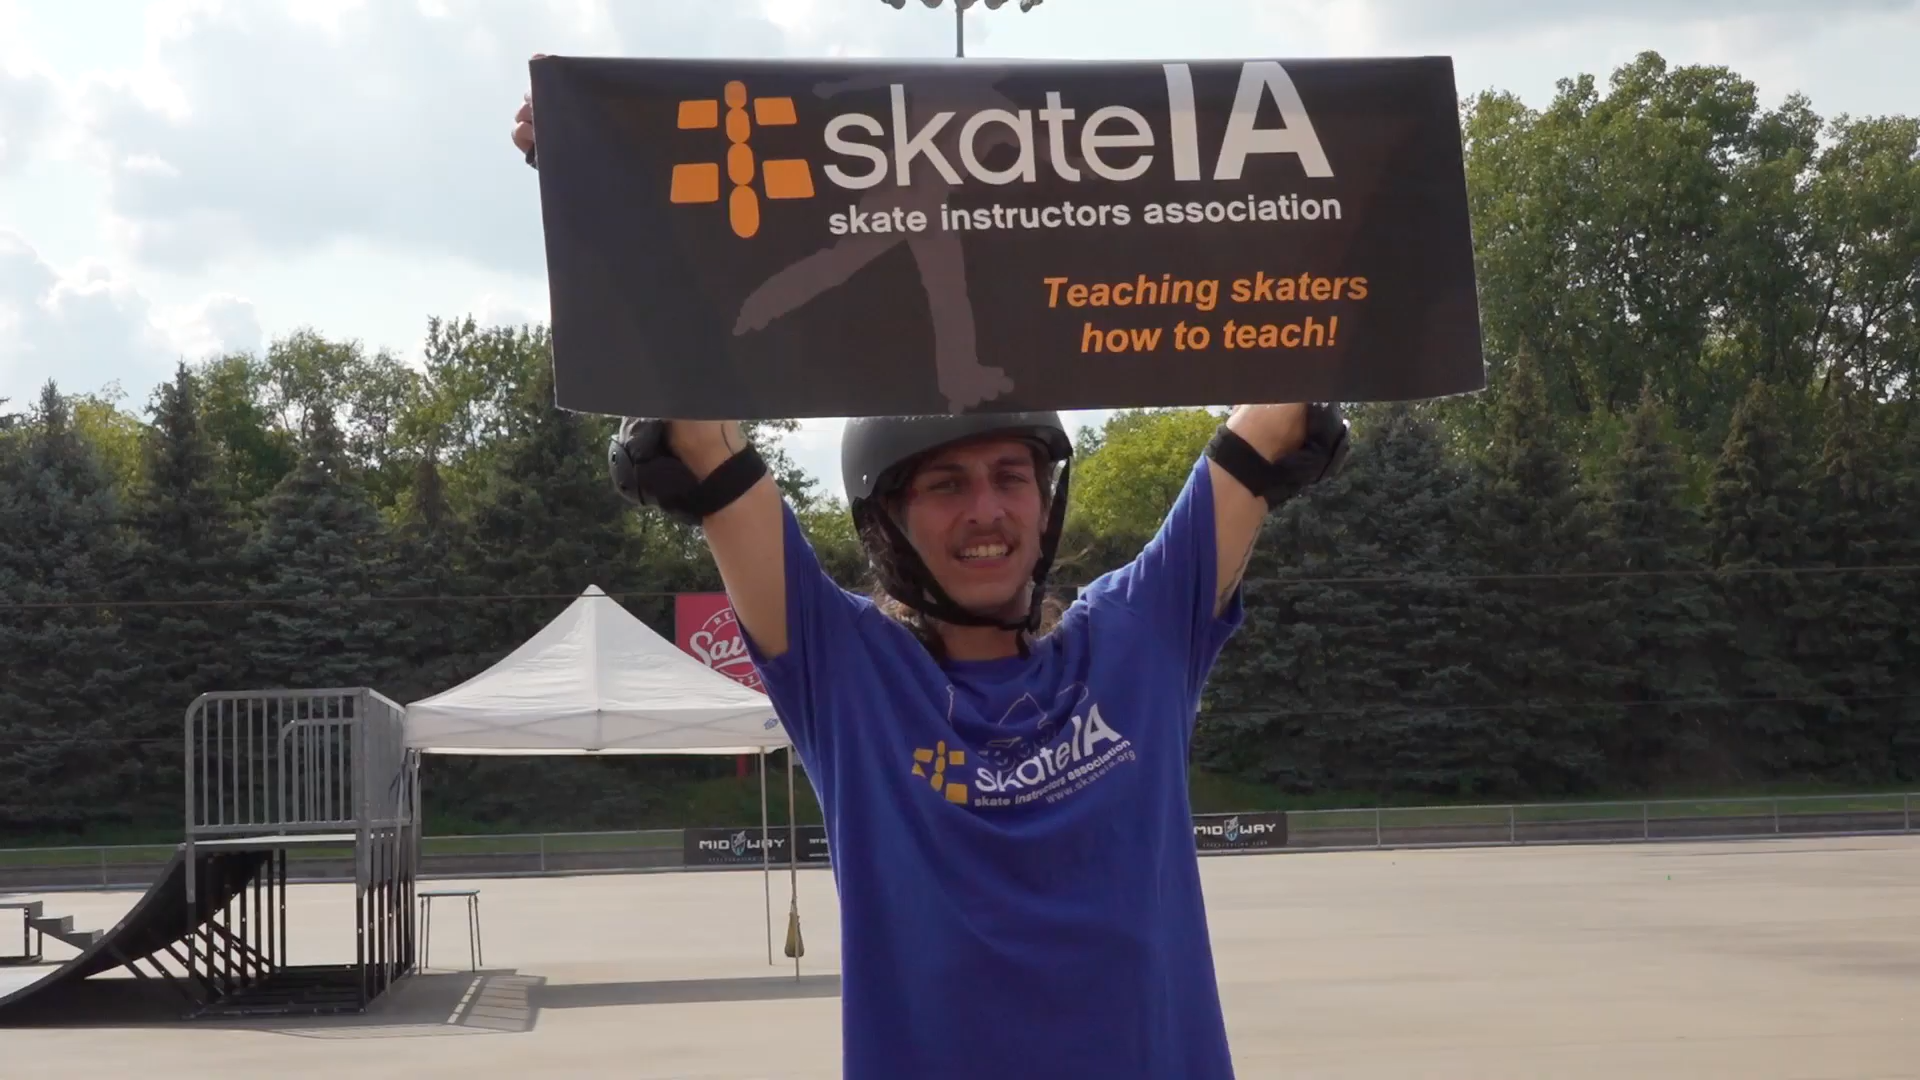 skateIA
skate instructors association
Teaching skaters
how to teach!
skateIA
skate instructors association
www.skateia.org
MIDWAY
MIDWAY